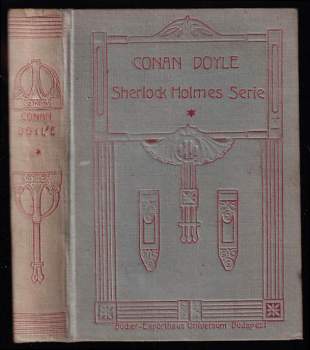 CONAN
DOYLE
*
CONAN DOYLE
Sherlock Holmes Serie
*
Bücher-Exporthaus Universum Budapest